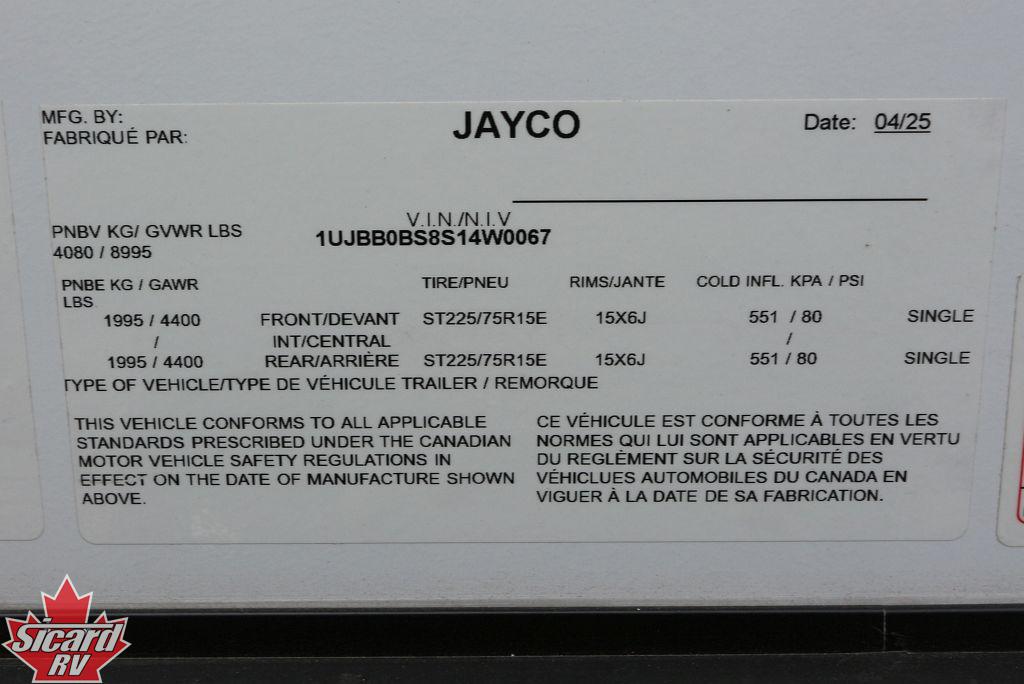 MFG. BY:
FABRIQUÉ PAR:
JAYCO
Date: 04/25
V.I.N./N.I.V
PNBV KG/ GVWR LBS
1UJBB0BS8S14W0067
4080 / 8995
PNBE KG / GAWR TIRE/PNEU RIMS/JANTE COLD INFL. KPA / PSI
LBS
1995 / 4400 FRONT/DEVANT ST225/75R15E 15X6J 551 / 80 SINGLE
/ INT/CENTRAL /
1995 / 4400 REAR/ARRIÈRE ST225/75R15E 15X6J 551 / 80 SINGLE
TYPE OF VEHICLE/TYPE DE VÉHICULE TRAILER / REMORQUE
THIS VEHICLE CONFORMS TO ALL APPLICABLE
STANDARDS PRESCRIBED UNDER THE CANADIAN
MOTOR VEHICLE SAFETY REGULATIONS IN
EFFECT ON THE DATE OF MANUFACTURE SHOWN
ABOVE.
CE VÉHICULE EST CONFORME À TOUTES LES
NORMES QUI LUI SONT APPLICABLES EN VERTU
DU REGLÈMENT SUR LA SÉCURITÉ DES
VÉHICLUES AUTOMOBILES DU CANADA EN
VIGUER À LA DATE DE SA FABRICATION.
Sicard
RV